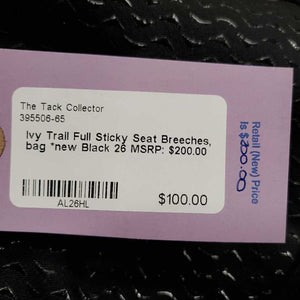 The Tack Collector
395506-65
Ivy Trail Full Sticky Seat Breeches,
bag *new Black 26 MSRP: $200.00
AL26HL
$100.00
Retail (New) Price
Is $200.00